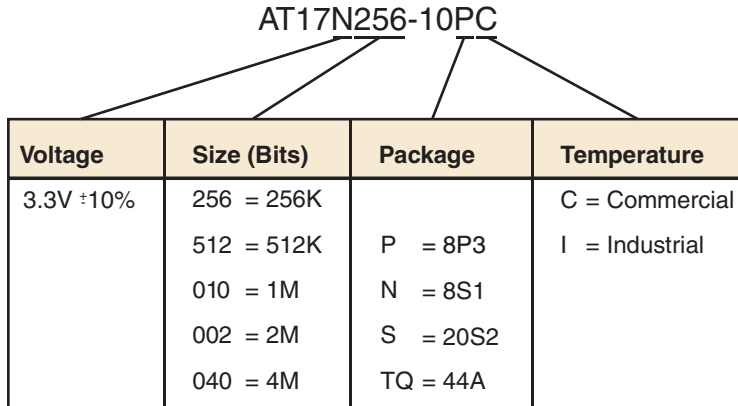 AT17N256-10PC
Voltage Size (Bits) Package Temperature
3.3V ±10% 256 = 256K C = Commercial
512 = 512K P = 8P3 I = Industrial
010 = 1M N = 8S1
002 = 2M S = 20S2
040 = 4M TQ = 44A